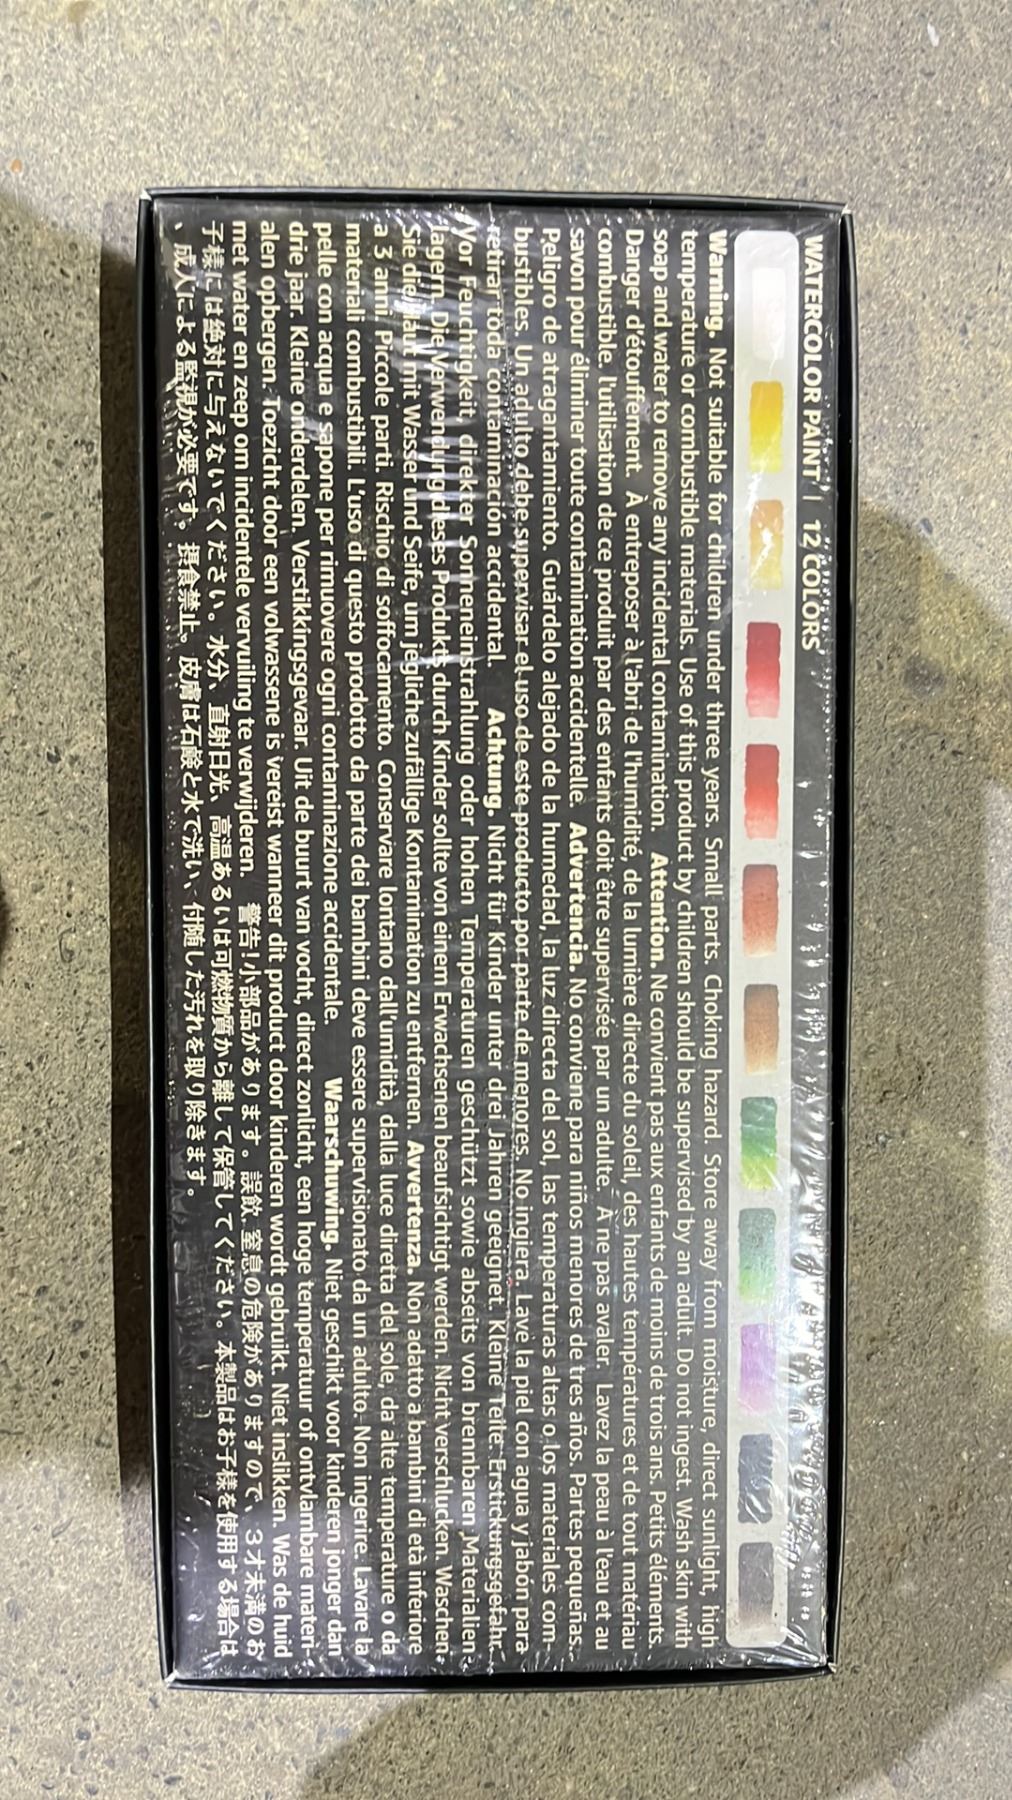 WATERCOLOR PAINT | 12 COLORS
Warning. Not suitable for children under three years. Small parts. Choking hazard. Store away from moisture, direct sunlight, high
temperature or combustible materials. Use of this product by children should be supervised by an adult. Do not ingest. Wash skin with
soap and water to remove any incidental contamination. Attention. Ne convient pas aux enfants de moins de trois ans. Petits éléments.
Danger d'étouffement. À entreposer à l'abri de l'humidité, de la lumière directe du soleil, des hautes températures et de tout matériau
combustible. l'utilisation de ce produit par des enfants doit être supervisée par un adulte. À ne pas avaler. Lavez la peau à l'eau et au
savon pour éliminer toute contamination accidentelle. Advertencia. No conviene para niños menores de tres años. Partes pequeñas.
Peligro de atragantamiento. Guárdelo alejado de la humedad, la luz directa del sol, las temperaturas altas o los materiales com-
bustibles. Un adulto debe supervisar el uso de este producto por parte de menores. No ingiera. Lave la piel con agua y jabón para
retirar toda contaminación accidental. Achtung. Nicht für Kinder unter drei Jahren geeignet. Kleine Teile. Erstickungsgefahr.
Vor Feuchtigkeit, direkter Sonneneinstrahlung oder hohen Temperaturen geschützt sowie abseits von brennbaren Materialien
lagern. Die Verwendung dieses Produkts durch Kinder sollte von einem Erwachsenen beaufsichtigt werden. Nicht verschlucken. Waschen
Sie die Haut mit Wasser und Seife, um jegliche zufällige Kontamination zu entfernen. Avvertenza. Non adatto a bambini di età inferiore
a 3 anni. Piccole parti. Rischio di soffocamento. Conservare lontano dall'umidità, dalla luce diretta del sole, da alte temperature o da
materiali combustibili. L'uso di questo prodotto da parte dei bambini deve essere supervisionato da un adulto. Non ingerire. Lavare la
pelle con acqua e sapone per rimuovere ogni contaminazione accidentale. Waarschuwing. Niet geschikt voor kinderen jonger dan
drie jaar. Kleine onderdelen. Verstikkingsgevaar. Uit de buurt van vocht, direct zonlicht, een hoge temperatuur of ontvlambare materi-
alen opbergen. Toezicht door een volwassene is vereist wanneer dit product door kinderen wordt gebruikt. Niet inslikken. Was de huid
met water en zeep om incidentele vervuiling te verwijderen. 警告!小部品があります。誤飲、窒息の危険がありますので、3才未満のお
子様には絶対に与えないでください。水分、直射日光、高温あるいは可燃物質から離して保管してください。本製品はお子様を使用する場合は
、成人による監視が必要です。摂食禁止。皮膚は石鹸と水で洗い、付随した汚れを取り除きます。